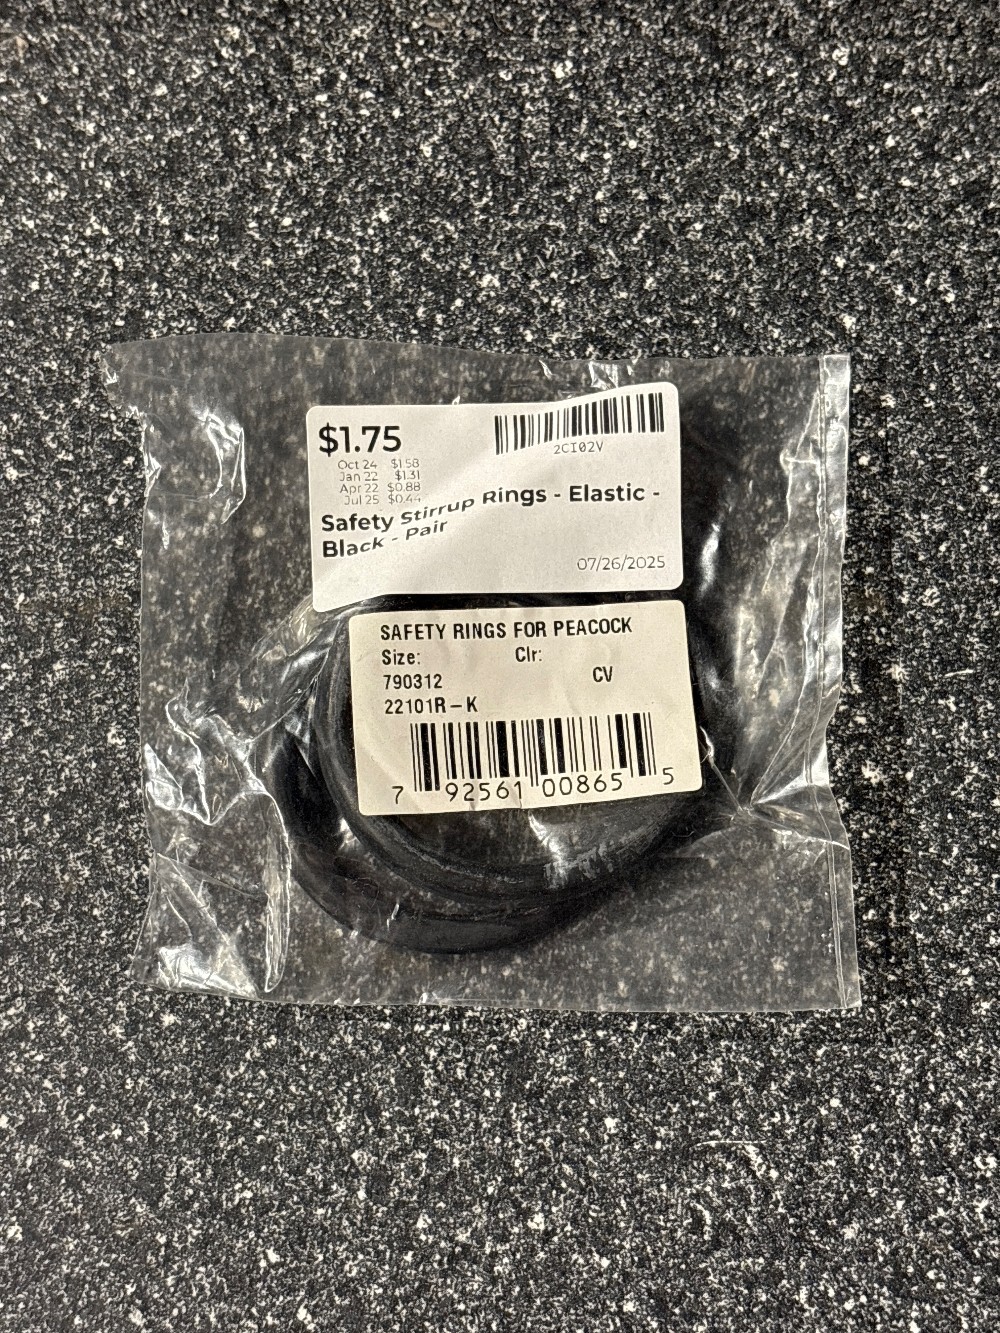 $1.75
2CI02V
Oct 24 $1.58
Jan 22 $1.31
Apr 22 $0.88
Jul 25 $0.44
Safety Stirrup Rings - Elastic -
Black - Pair
07/26/2025
SAFETY RINGS FOR PEACOCK
Size: Clr:
790312 CV
22101R-K
7 92561 00865 5